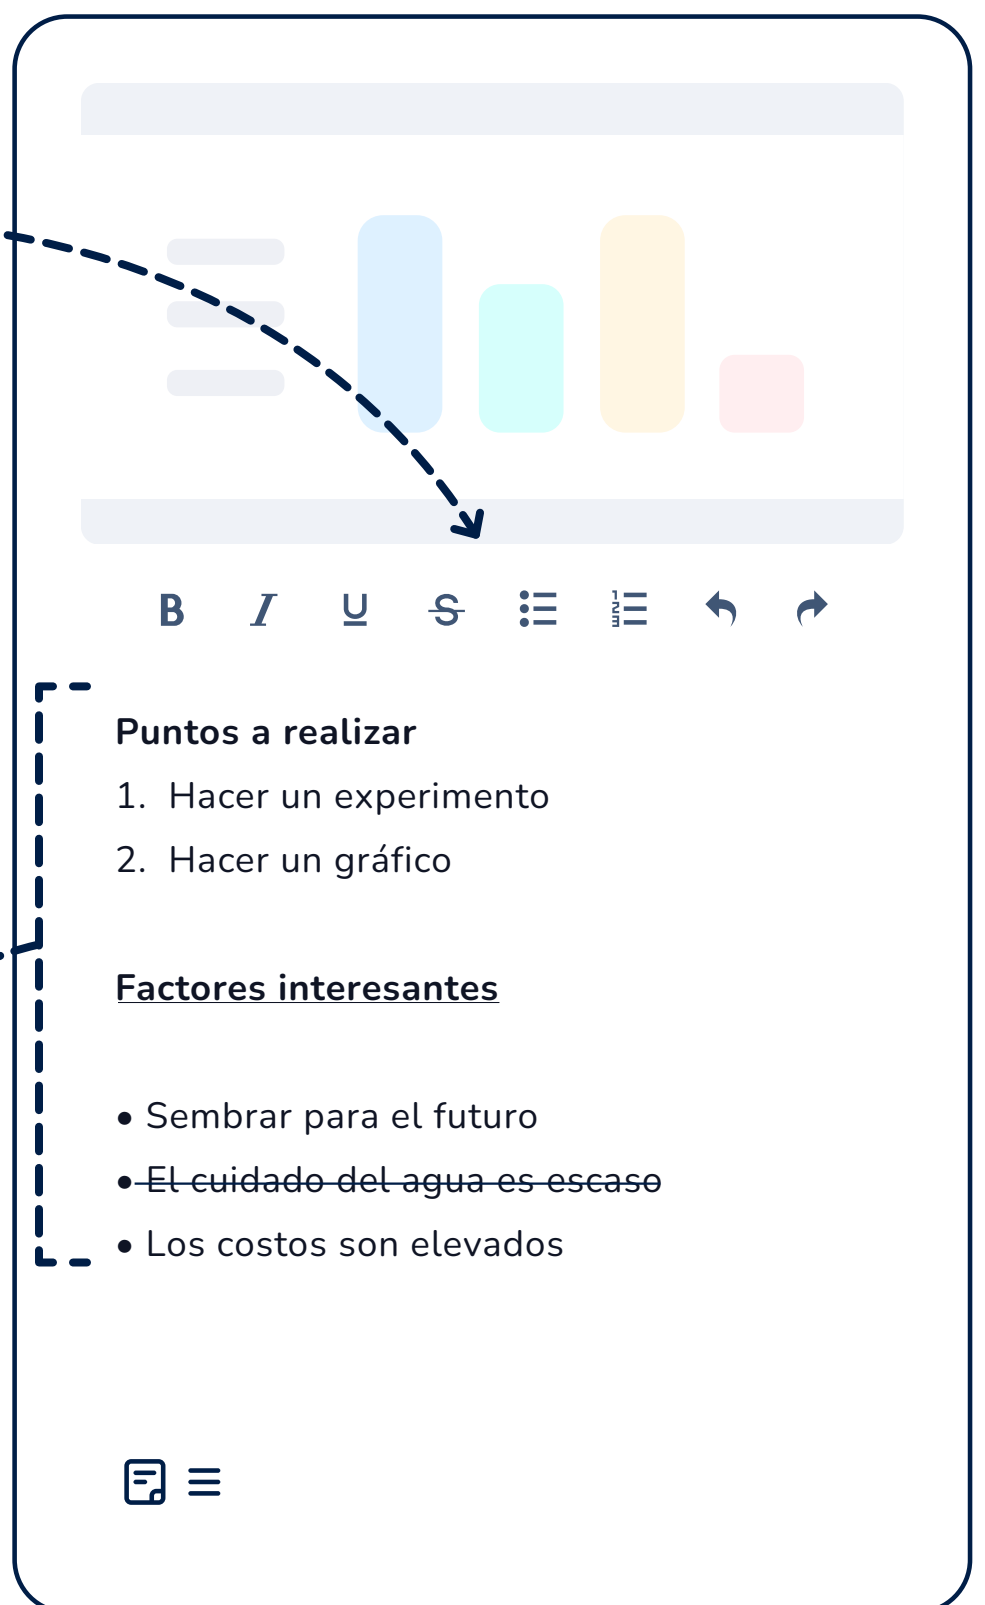 B I U S
Puntos a realizar
1. Hacer un experimento
2. Hacer un gráfico
Factores interesantes
• Sembrar para el futuro
• El cuidado del agua es escaso
• Los costos son elevados